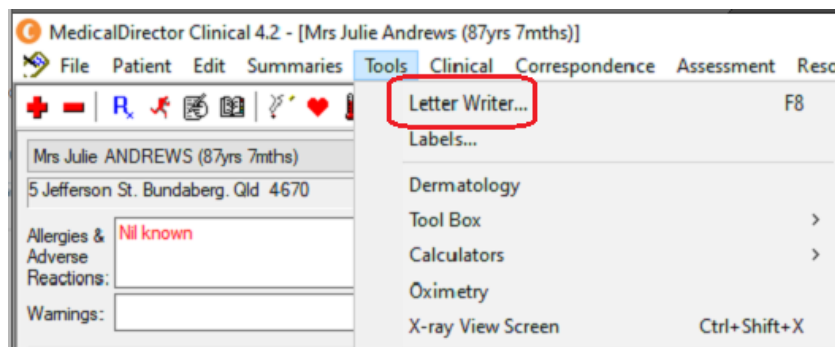 MedicalDirector Clinical 4.2 - [Mrs Julie Andrews (87yrs 7mths)]
File Patient Edit Summaries Tools Clinical Correspondence Assessment Reso
Letter Writer... F8
Labels...
Mrs Julie ANDREWS (87yrs 7mths)
5 Jefferson St. Bundaberg. Qld 4670
Dermatology
Tool Box
Allergies & Adverse Reactions: Nil known
Calculators
Oximetry
Warnings:
X-ray View Screen Ctrl+Shift+X